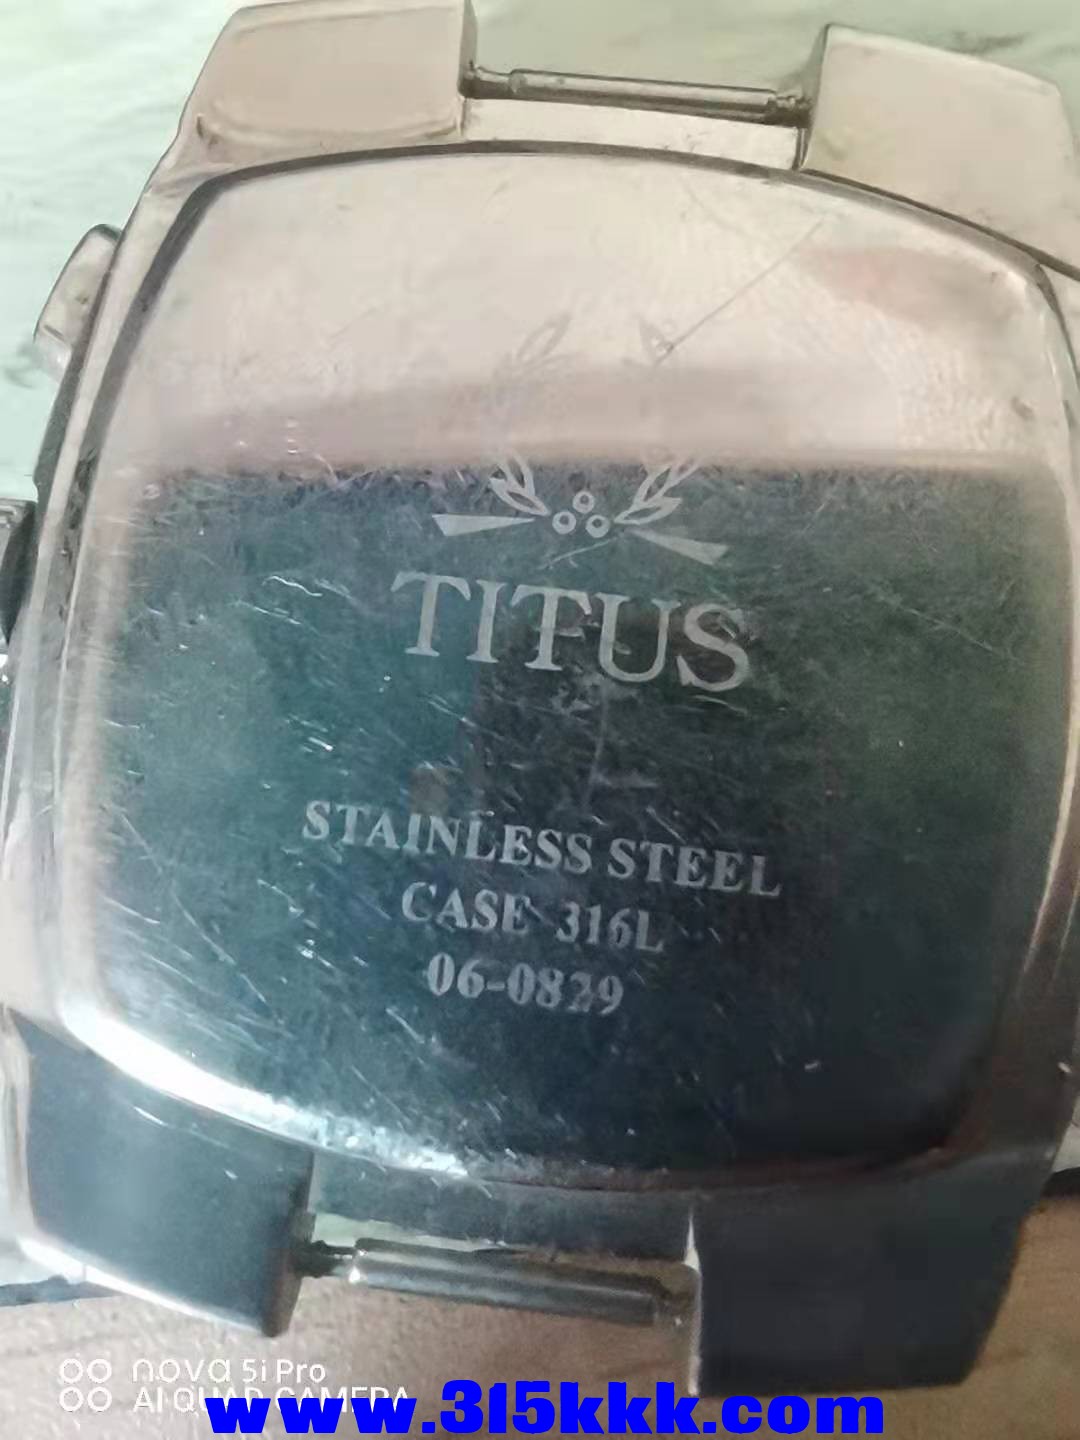 TITUS
STAINLESS STEEL
CASE 316L
06-0829
nova 5i Pro
AI QUAD CAMERA
www.315kkk.com